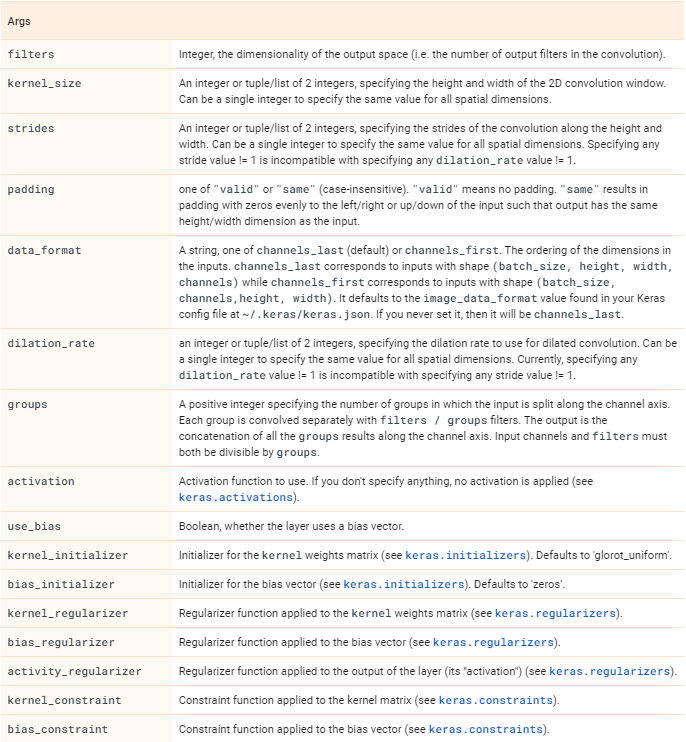 Args
filters
Integer, the dimensionality of the output space (i.e. the number of output filters in the convolution).
kernel_size
An integer or tuple/list of 2 integers, specifying the height and width of the 2D convolution window.
Can be a single integer to specify the same value for all spatial dimensions.
strides
An integer or tuple/list of 2 integers, specifying the strides of the convolution along the height and
width. Can be a single integer to specify the same value for all spatial dimensions. Specifying any
stride value != 1 is incompatible with specifying any dilation_rate value != 1.
padding
one of "valid" or "same" (case-insensitive). "valid" means no padding. "same" results in
padding with zeros evenly to the left/right or up/down of the input such that output has the same
height/width dimension as the input.
data_format
A string, one of channels_last (default) or channels_first. The ordering of the dimensions in
the inputs. channels_last corresponds to inputs with shape (batch_size, height, width,
channels) while channels_first corresponds to inputs with shape (batch_size,
channels,height, width). It defaults to the image_data_format value found in your Keras
config file at ~/.keras/keras.json. If you never set it, then it will be channels_last.
dilation_rate
an integer or tuple/list of 2 integers, specifying the dilation rate to use for dilated convolution. Can be
a single integer to specify the same value for all spatial dimensions. Currently, specifying any
dilation_rate value != 1 is incompatible with specifying any stride value != 1.
groups
A positive integer specifying the number of groups in which the input is split along the channel axis.
Each group is convolved separately with filters / groups filters. The output is the
concatenation of all the groups results along the channel axis. Input channels and filters must
both be divisible by groups.
activation
Activation function to use. If you don't specify anything, no activation is applied (see
keras.activations).
use_bias
Boolean, whether the layer uses a bias vector.
kernel_initializer
Initializer for the kernel weights matrix (see keras.initializers). Defaults to 'glorot_uniform'.
bias_initializer
Initializer for the bias vector (see keras.initializers). Defaults to 'zeros'.
kernel_regularizer
Regularizer function applied to the kernel weights matrix (see keras.regularizers).
bias_regularizer
Regularizer function applied to the bias vector (see keras.regularizers).
activity_regularizer
Regularizer function applied to the output of the layer (its "activation") (see keras.regularizers).
kernel_constraint
Constraint function applied to the kernel matrix (see keras.constraints).
bias_constraint
Constraint function applied to the bias vector (see keras.constraints).